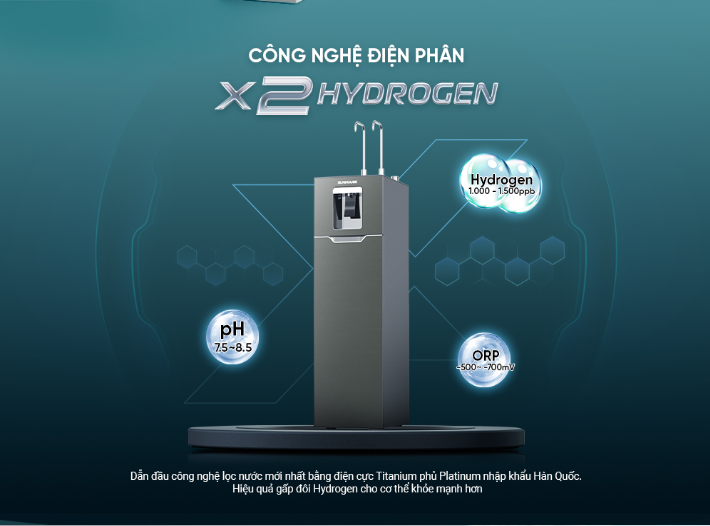 CÔNG NGHỆ ĐIỆN PHÂN
X2 HYDROGEN
Hydrogen
1.000 - 1.500ppb
pH
7.5~8.5
ORP
-500~ -700mV
Dẫn đầu công nghệ lọc nước mới nhất bằng điện cực Titanium phủ Platinum nhập khẩu Hàn Quốc.
Hiệu quả gấp đôi Hydrogen cho cơ thể khỏe mạnh hơn